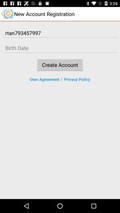 3:26
New Account Registration
rtan793457997
Birth Date
Create Account
User Agreement | Privacy Policy